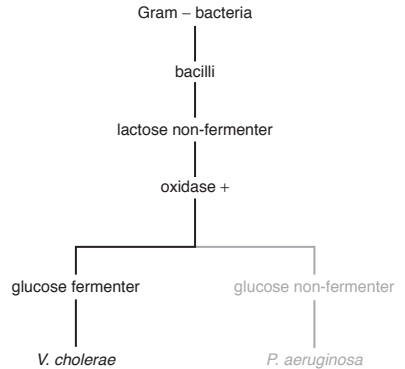 Gram – bacteria
bacilli
lactose non-fermenter
oxidase +
glucose fermenter
glucose non-fermenter
V. cholerae
P. aeruginosa